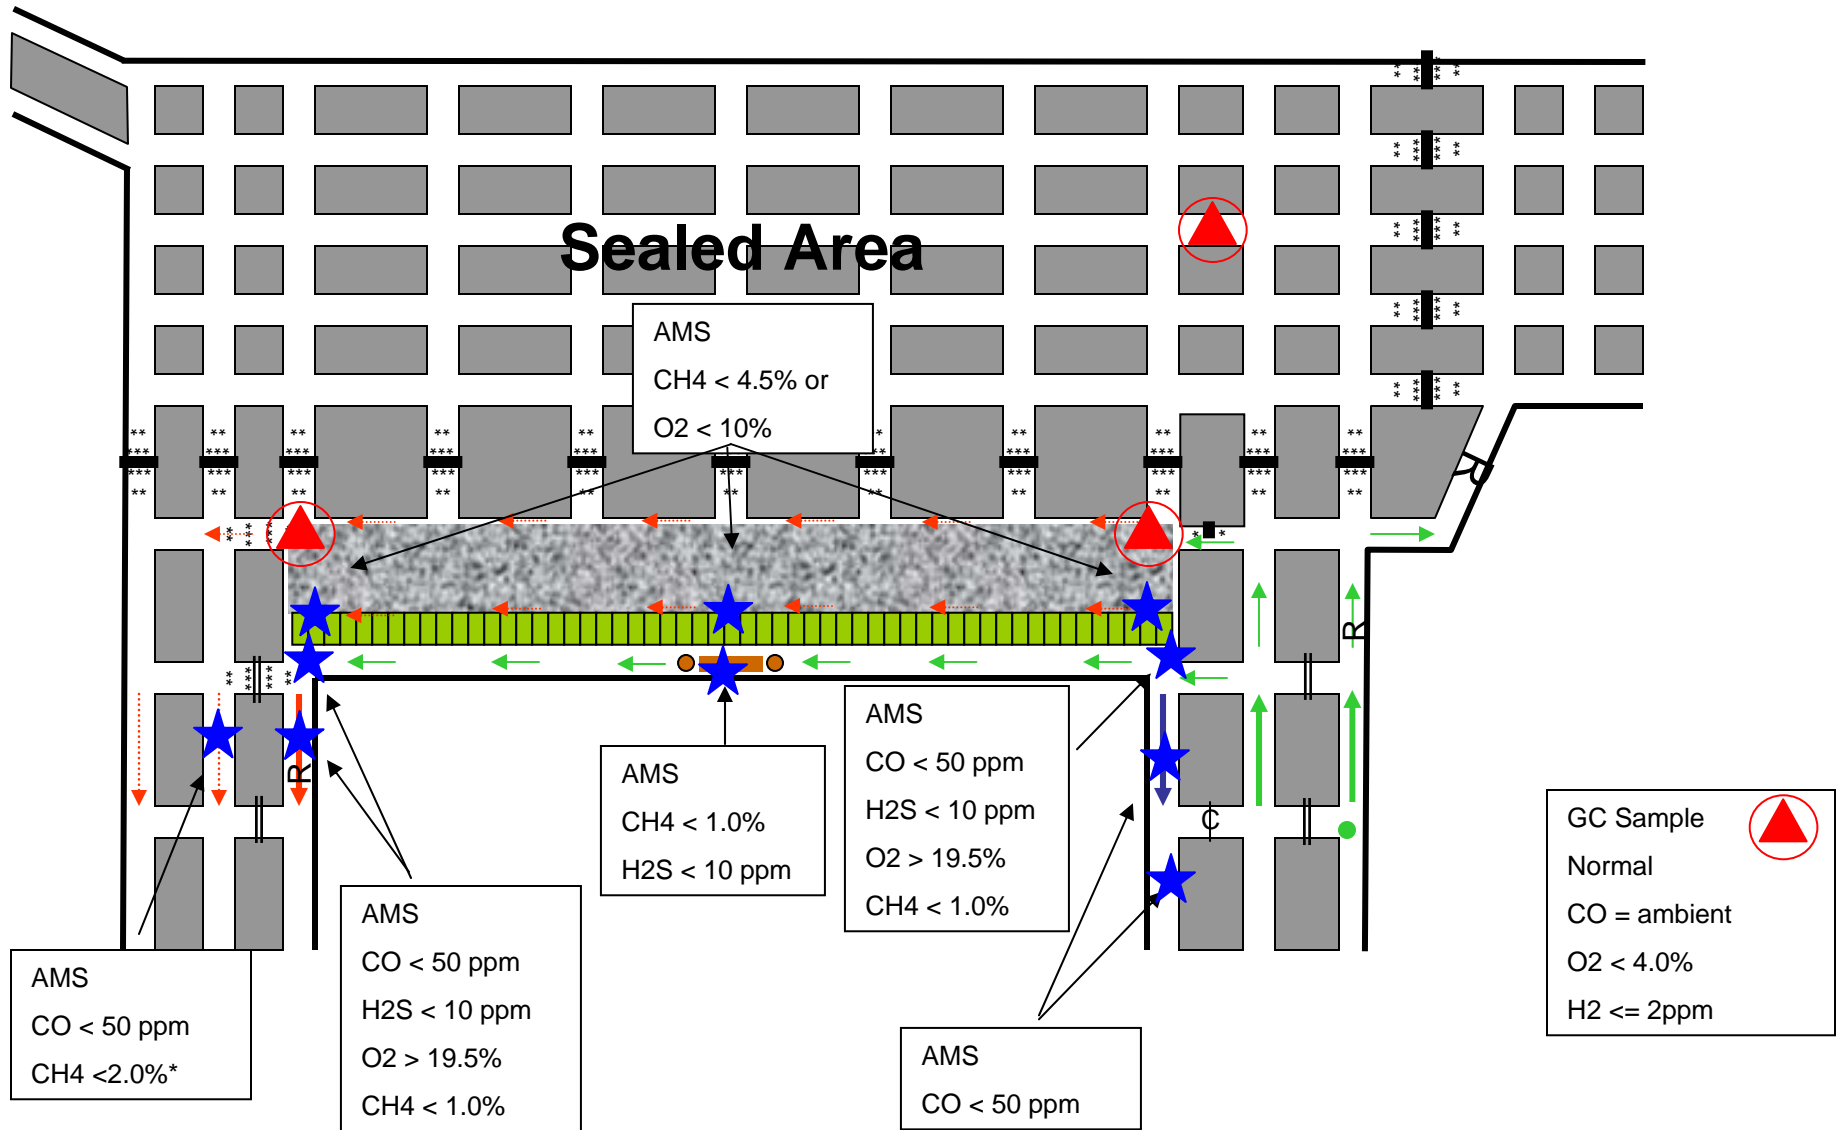 Sealed Area
AMS
CH4 < 4.5% or
O2 < 10%
R
R
R
C
AMS
CO < 50 ppm
H2S < 10 ppm
O2 > 19.5%
CH4 < 1.0%
AMS
CH4 < 1.0%
H2S < 10 ppm
GC Sample
Normal
CO = ambient
O2 < 4.0%
H2 <= 2ppm
AMS
CO < 50 ppm
H2S < 10 ppm
O2 > 19.5%
CH4 < 1.0%
AMS
CO < 50 ppm
CH4 <2.0%*
AMS
CO < 50 ppm